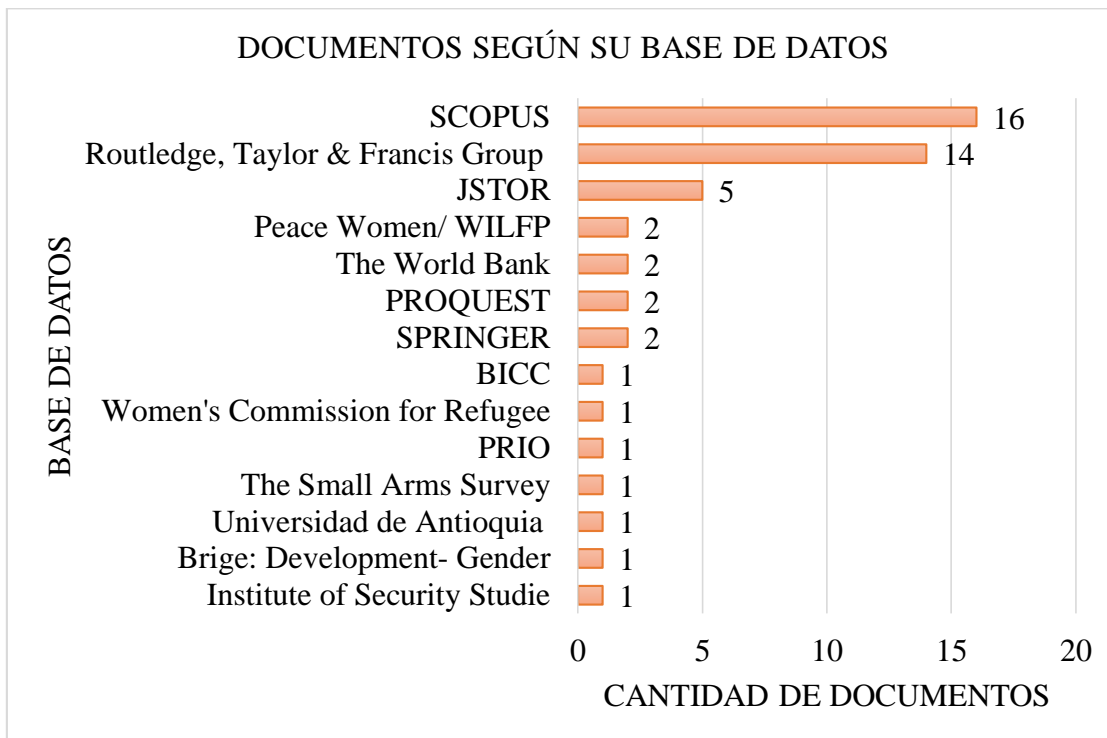 DOCUMENTOS SEGÚN SU BASE DE DATOS
BASE DE DATOS
SCOPUS 16
Routledge, Taylor & Francis Group 14
JSTOR 5
Peace Women/ WILFP 2
The World Bank 2
PROQUEST 2
SPRINGER 2
BICC 1
Women's Commission for Refugee 1
PRIO 1
The Small Arms Survey 1
Universidad de Antioquia 1
Brige: Development- Gender 1
Institute of Security Studie 1
0 5 10 15 20
CANTIDAD DE DOCUMENTOS